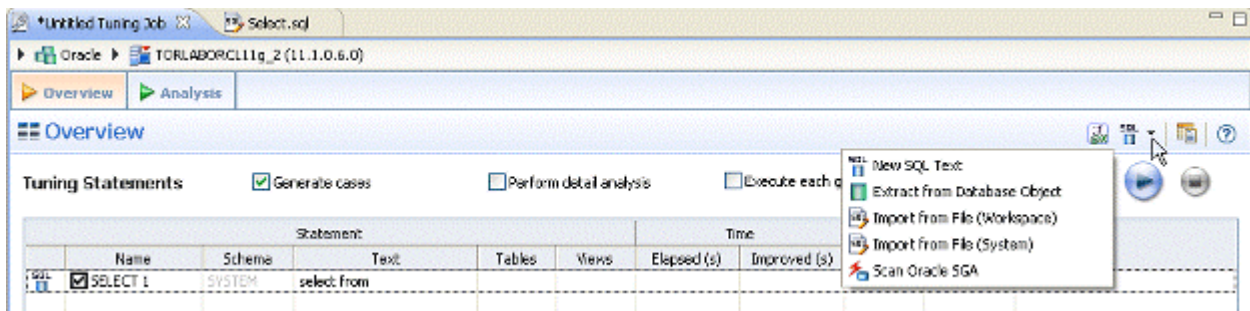 *Untitled Tuning Job Select.sql
Oracle TORLABORCL11g_2 (11.1.0.6.0)
Overview Analysis
Overview SQL
Tuning Statements Generate cases Perform detail analysis Execute each g
New SQL Text
Extract from Database Object
Import from File (Workspace)
Import from File (System)
Scan Oracle SGA
Statement Time
Name Schema Text Tables Views Elapsed (s) Improved (s)
SQL SELECT 1 SYSTEM select from